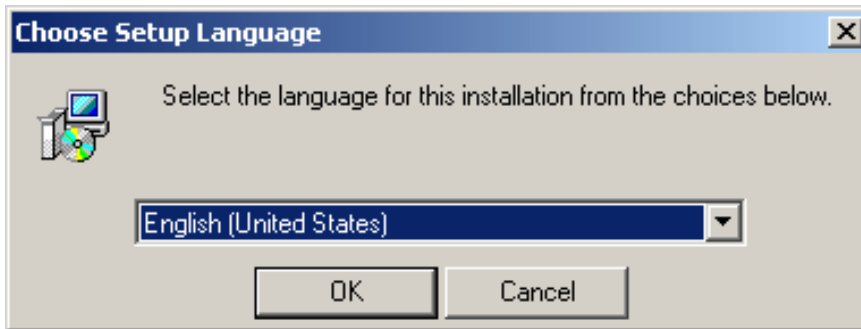 Choose Setup Language
Select the language for this installation from the choices below.
English (United States)
OK
Cancel